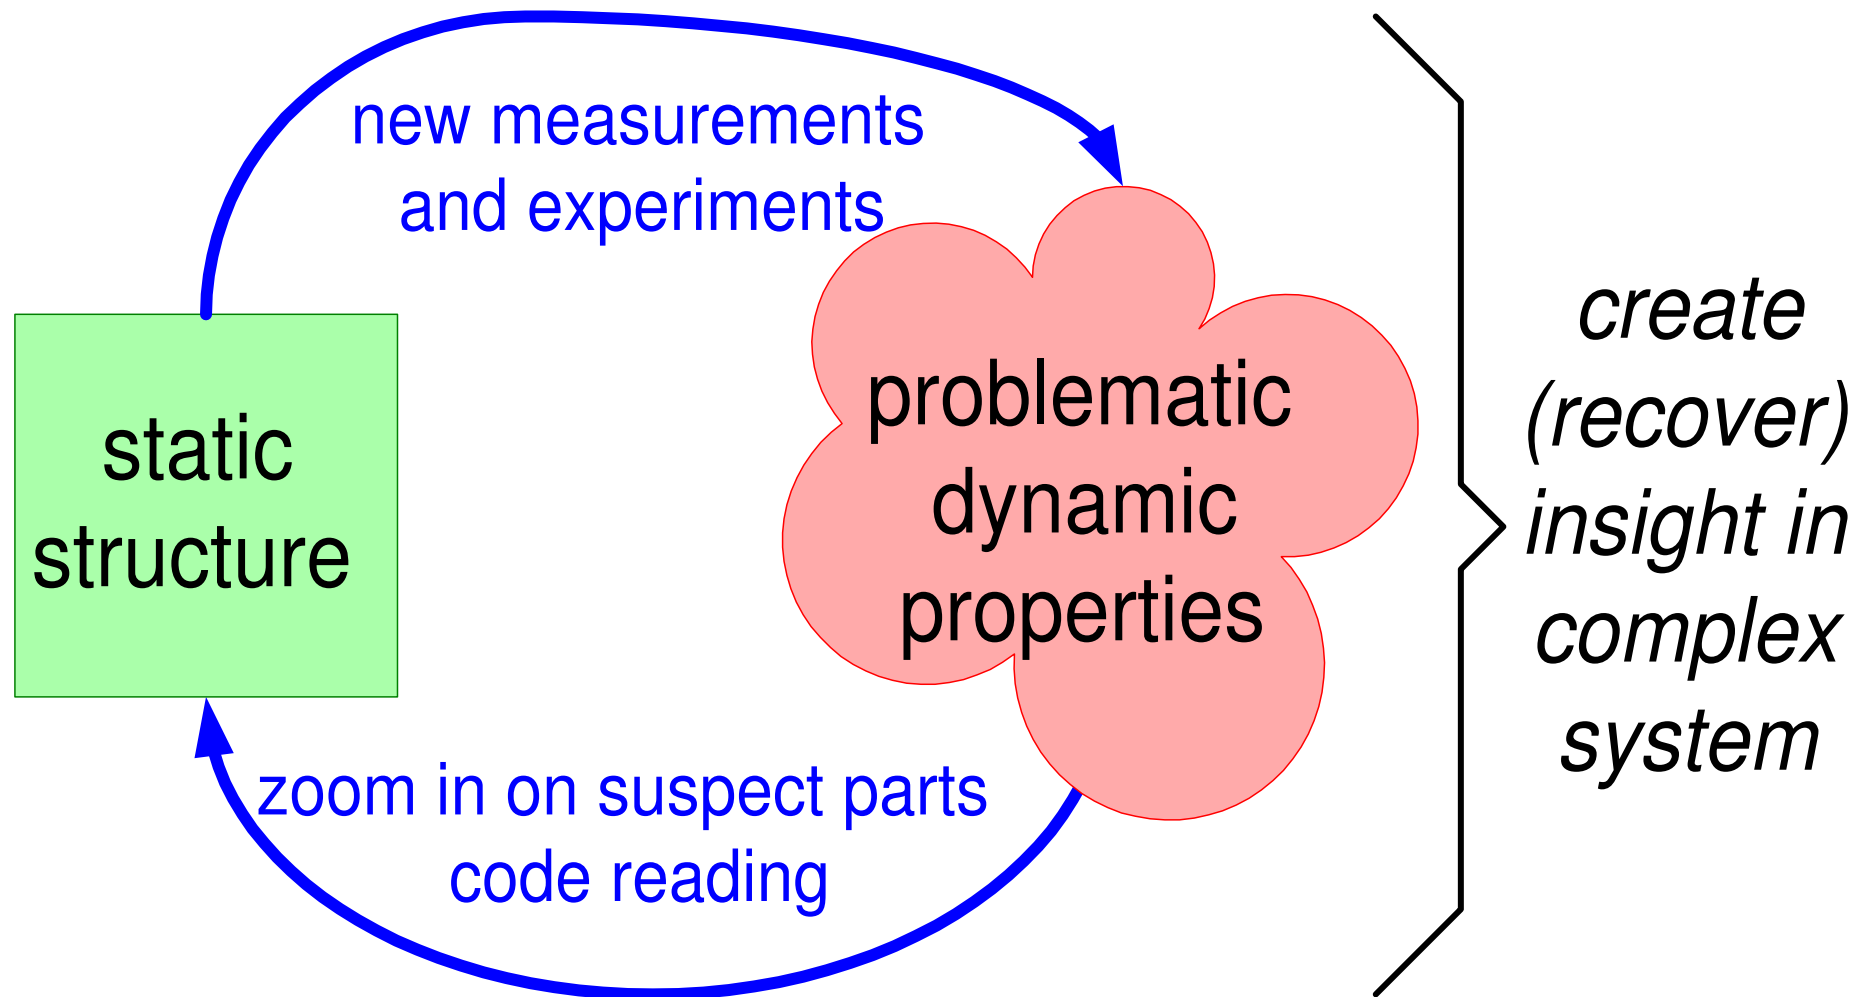 new measurements
and experiments
static
structure
problematic
dynamic
properties
zoom in on suspect parts
code reading
create
(recover)
insight in
complex
system